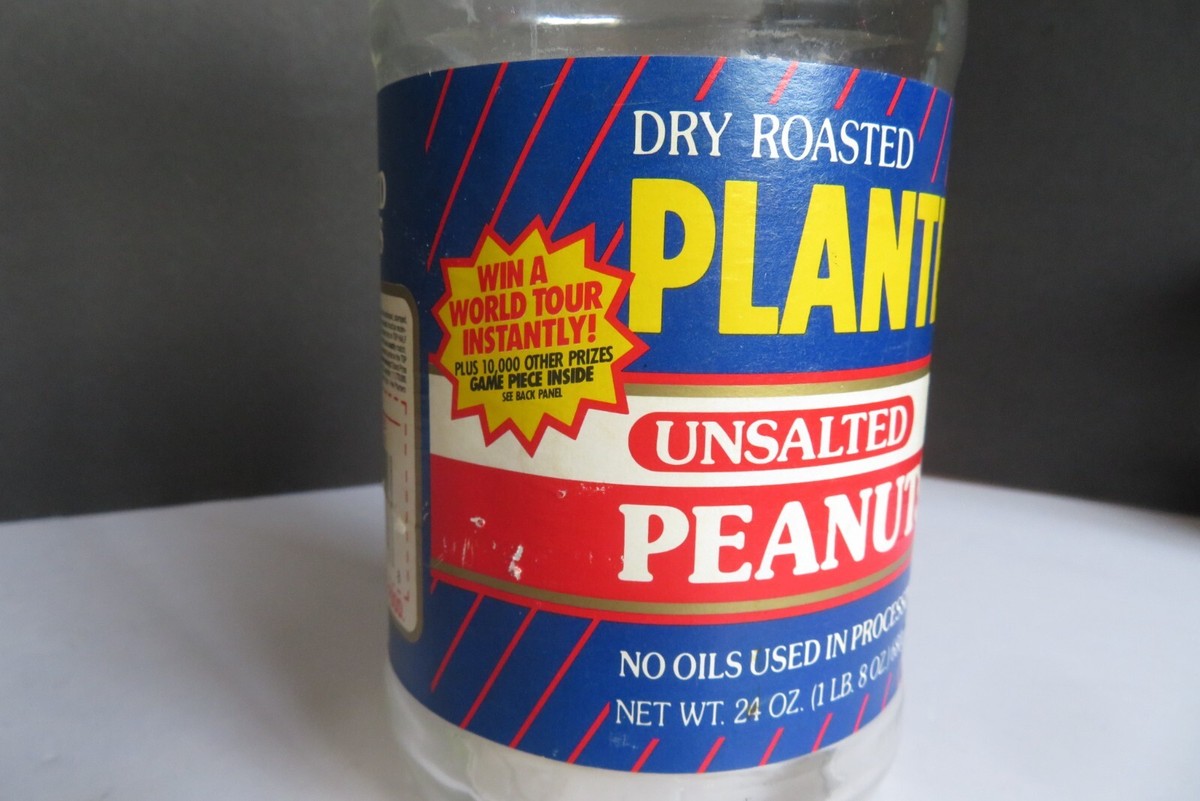 DRY ROASTED
PLANT
WIN A
WORLD TOUR
INSTANTLY!
PLUS 10,000 OTHER PRIZES
GAME PIECE INSIDE
SEE BACK PANEL
UNSALTED
PEANUT
NO OILS USED IN PROCESS
NET WT. 24 OZ. (1 LB. 8 OZ.)